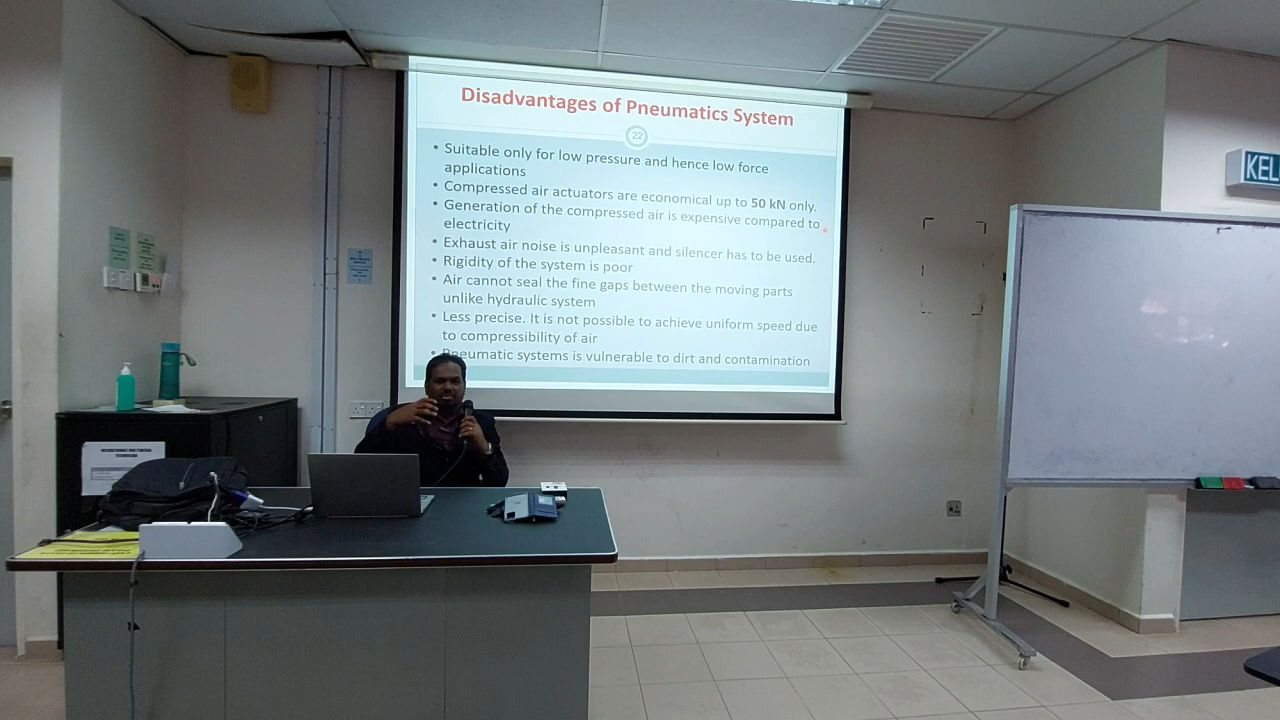 Disadvantages of Pneumatics System
22
• Suitable only for low pressure and hence low force
applications
• Compressed air actuators are economical up to 50 kN only.
• Generation of the compressed air is expensive compared to
electricity
• Exhaust air noise is unpleasant and silencer has to be used.
• Rigidity of the system is poor
• Air cannot seal the fine gaps between the moving parts
unlike hydraulic system
• Less precise. It is not possible to achieve uniform speed due
to compressibility of air
• Pneumatic systems is vulnerable to dirt and contamination
KEL